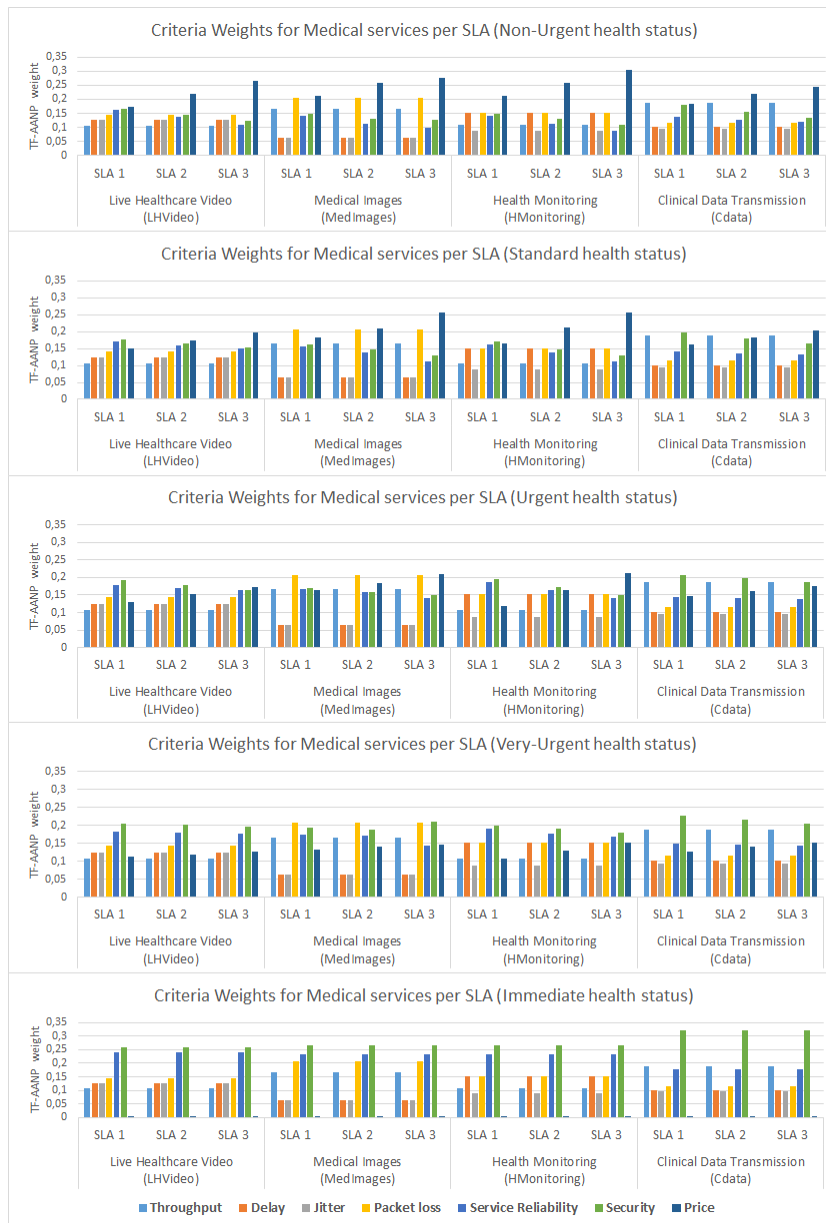 Criteria Weights for Medical services per SLA (Non-Urgent health status)
TF-AANP weight
0,35
0,3
0,25
0,2
0,15
0,1
0,05
0
SLA 1 SLA 2 SLA 3 SLA 1 SLA 2 SLA 3 SLA 1 SLA 2 SLA 3 SLA 1 SLA 2 SLA 3
Live Healthcare Video Medical Images Health Monitoring Clinical Data Transmission
(LHVideo) (MedImages) (HMonitoring) (Cdata)
Criteria Weights for Medical services per SLA (Standard health status)
TF-AANP weight
0,35
0,3
0,25
0,2
0,15
0,1
0,05
0
SLA 1 SLA 2 SLA 3 SLA 1 SLA 2 SLA 3 SLA 1 SLA 2 SLA 3 SLA 1 SLA 2 SLA 3
Live Healthcare Video Medical Images Health Monitoring Clinical Data Transmission
(LHVideo) (MedImages) (HMonitoring) (Cdata)
Criteria Weights for Medical services per SLA (Urgent health status)
TF-AANP weight
0,35
0,3
0,25
0,2
0,15
0,1
0,05
0
SLA 1 SLA 2 SLA 3 SLA 1 SLA 2 SLA 3 SLA 1 SLA 2 SLA 3 SLA 1 SLA 2 SLA 3
Live Healthcare Video Medical Images Health Monitoring Clinical Data Transmission
(LHVideo) (MedImages) (HMonitoring) (Cdata)
Criteria Weights for Medical services per SLA (Very-Urgent health status)
TF-AANP weight
0,35
0,3
0,25
0,2
0,15
0,1
0,05
0
SLA 1 SLA 2 SLA 3 SLA 1 SLA 2 SLA 3 SLA 1 SLA 2 SLA 3 SLA 1 SLA 2 SLA 3
Live Healthcare Video Medical Images Health Monitoring Clinical Data Transmission
(LHVideo) (MedImages) (HMonitoring) (Cdata)
Criteria Weights for Medical services per SLA (Immediate health status)
TF-AANP weight
0,35
0,3
0,25
0,2
0,15
0,1
0,05
0
SLA 1 SLA 2 SLA 3 SLA 1 SLA 2 SLA 3 SLA 1 SLA 2 SLA 3 SLA 1 SLA 2 SLA 3
Live Healthcare Video Medical Images Health Monitoring Clinical Data Transmission
(LHVideo) (MedImages) (HMonitoring) (Cdata)
Throughput Delay Jitter Packet loss Service Reliability Security Price